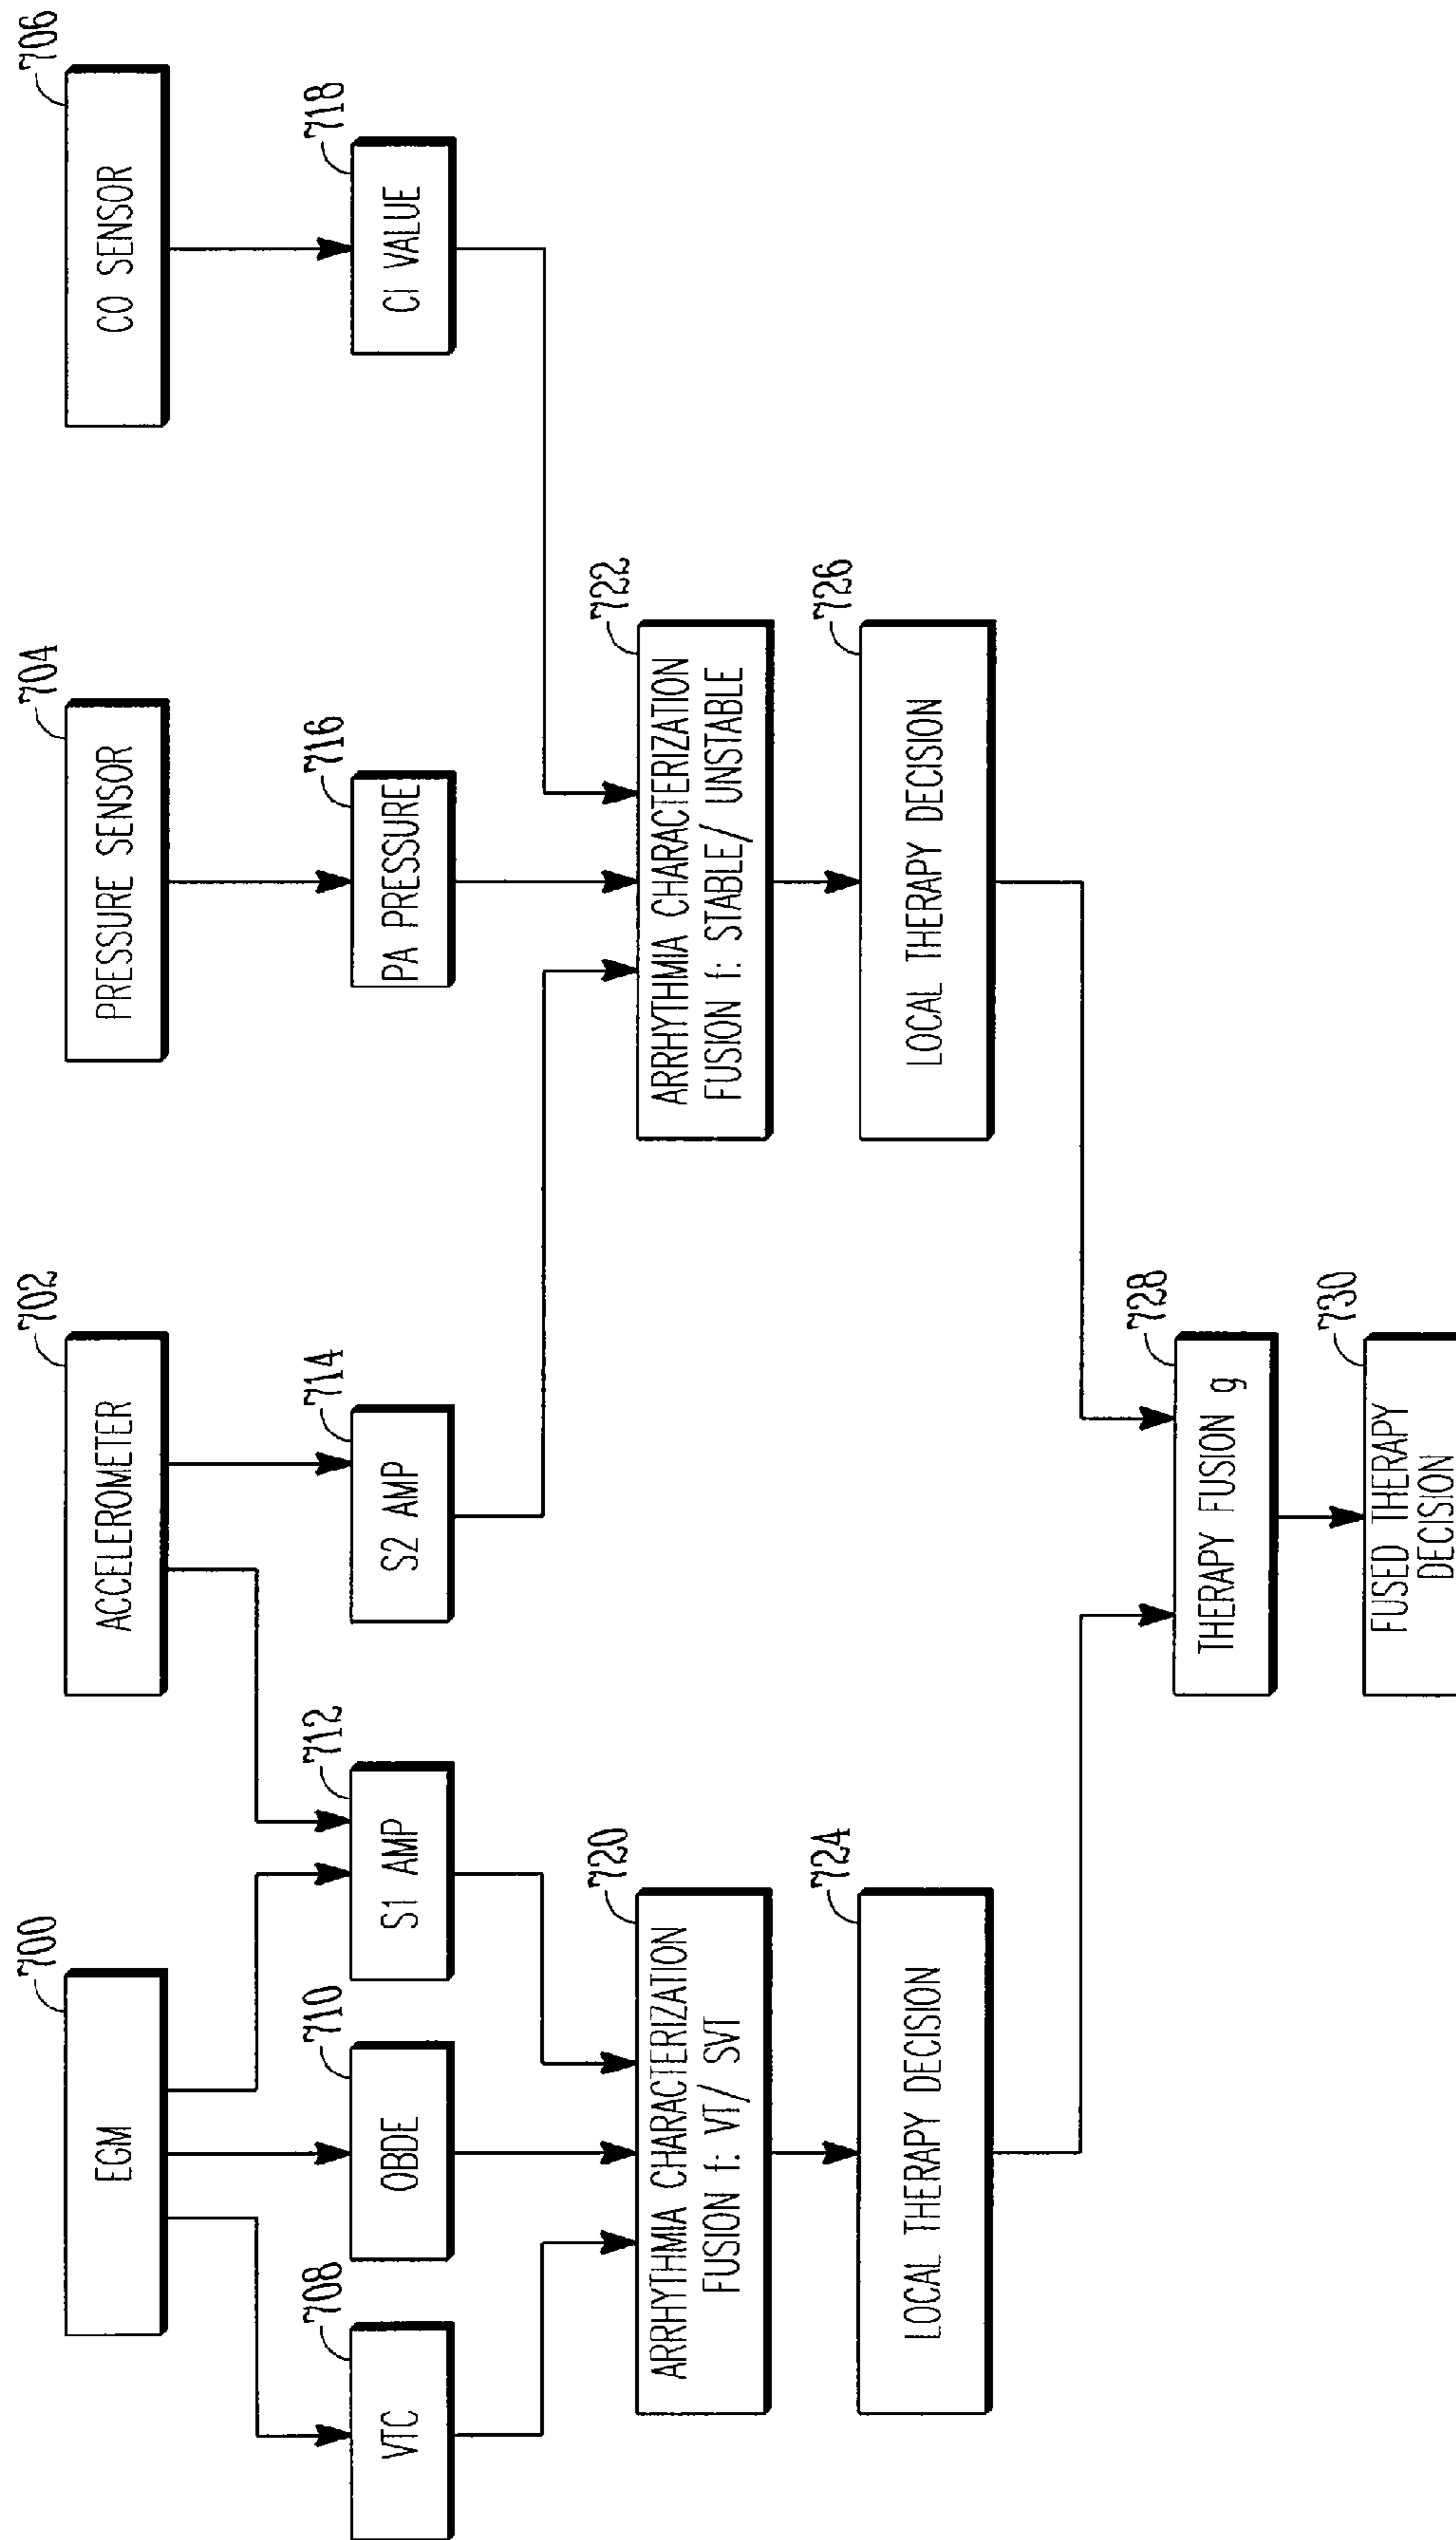 700
EGM
702
ACCELEROMETER
704
PRESSURE SENSOR
706
CO SENSOR
708
VTC
710
OBDE
712
S1 AMP
714
S2 AMP
716
PA PRESSURE
718
CI VALUE
720
ARRHYTHMIA CHARACTERIZATION
FUSION f: VT/ SVT
722
ARRHYTHMIA CHARACTERIZATION
FUSION f: STABLE/ UNSTABLE
724
LOCAL THERAPY DECISION
726
LOCAL THERAPY DECISION
728
THERAPY FUSION g
730
FUSED THERAPY
DECISION